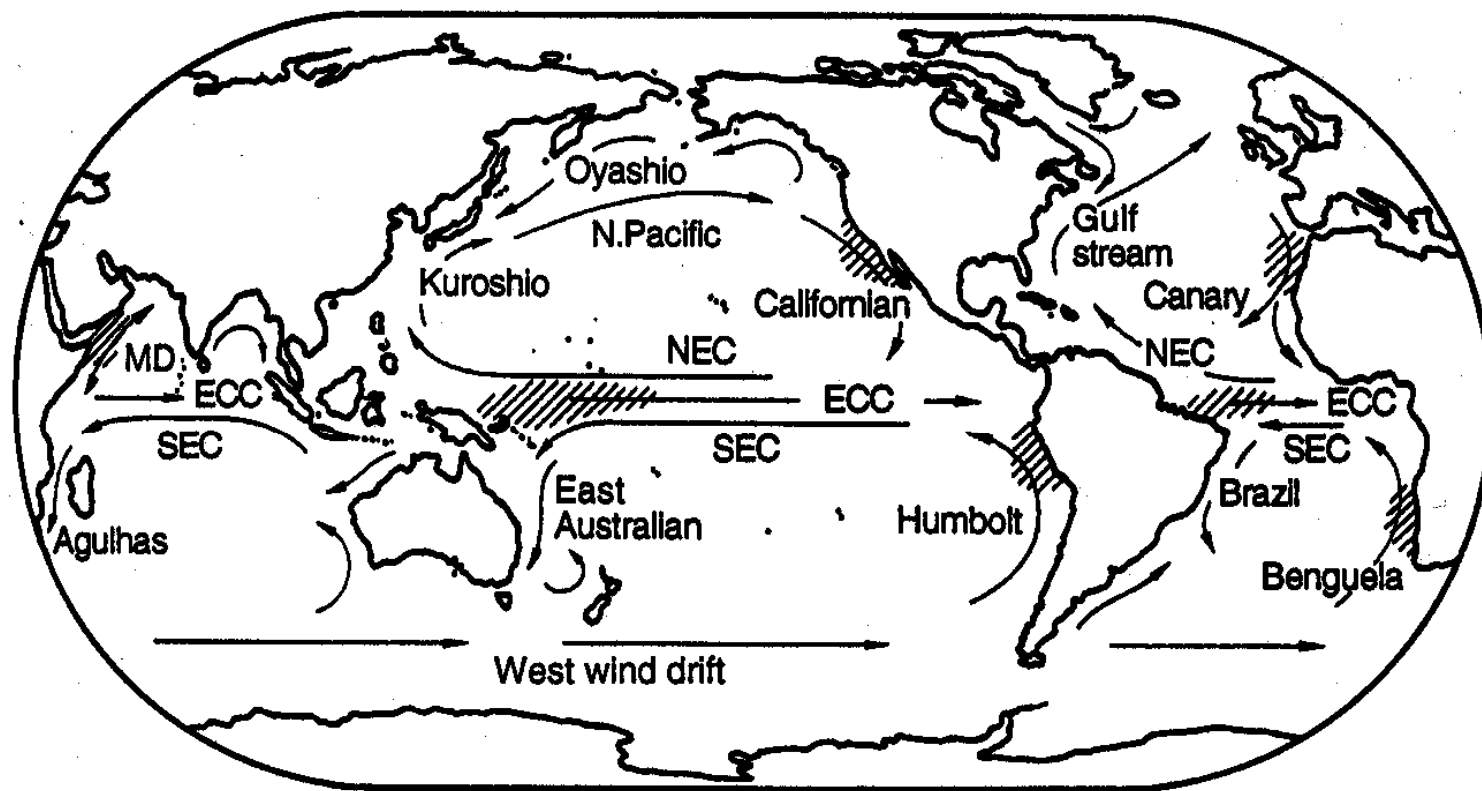 Oyashio
N.Pacific
Gulf
stream
Kuroshio
Californian
Canary
MD
NEC
NEC
ECC
ECC
ECC
SEC
SEC
SEC
East
Australian
Humbolt
Brazil
Agulhas
Benguela
West wind drift